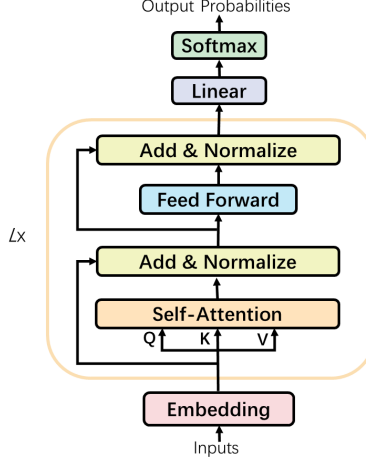 Output Probabilities
Softmax
Linear
Add & Normalize
Feed Forward
Lx
Add & Normalize
Self-Attention
Q K V
Embedding
Inputs